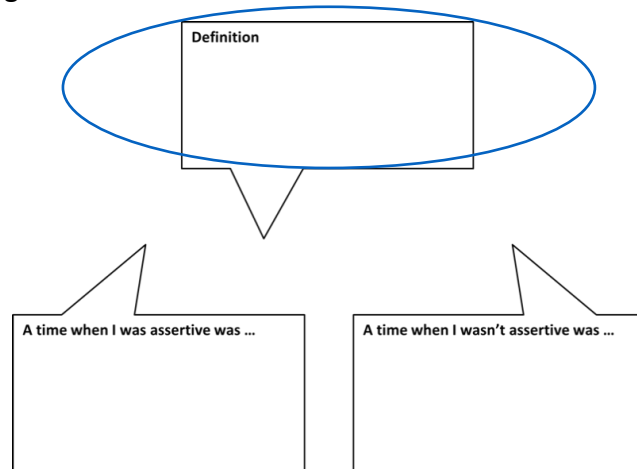 g
Definition
A time when I was assertive was ...
A time when I wasn't assertive was ...